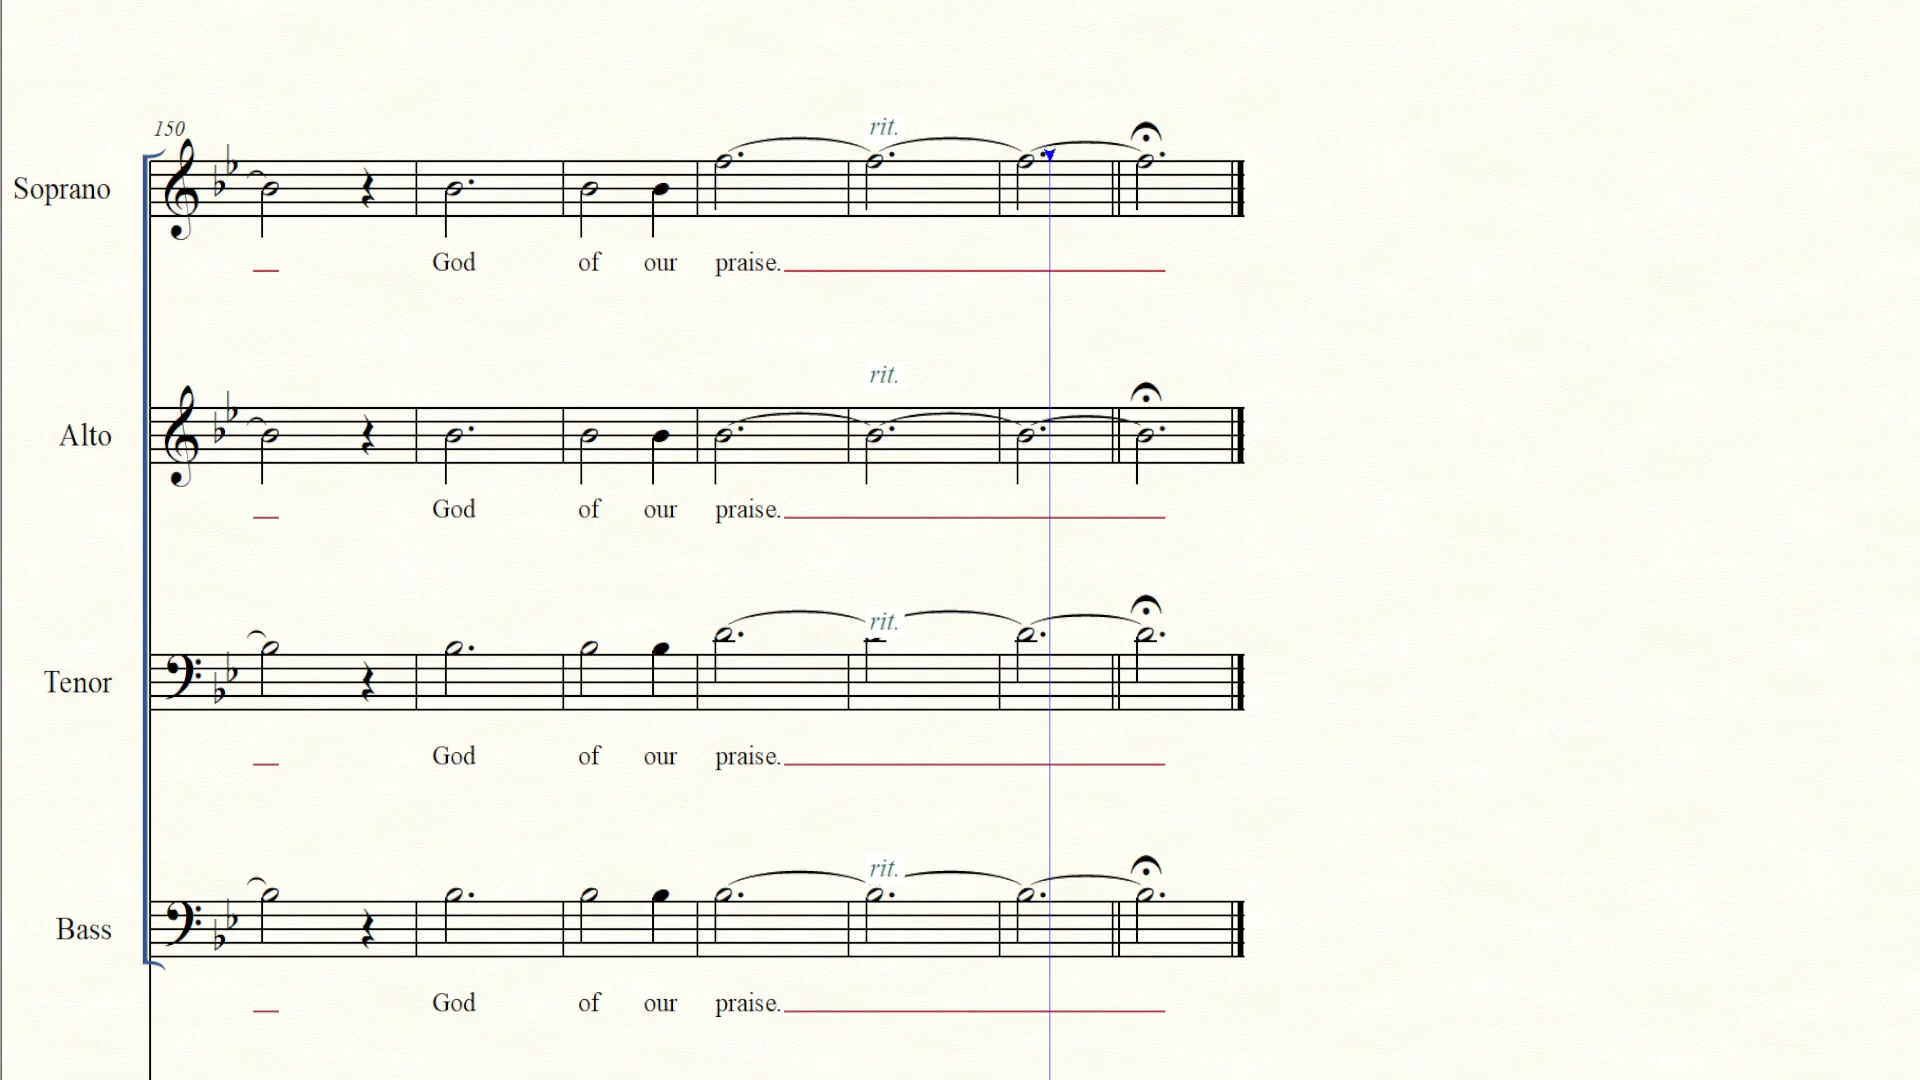 150
rit.
Soprano
God of our praise.
rit.
Alto
God of our praise.
rit.
Tenor
God of our praise.
rit.
Bass
God of our praise.